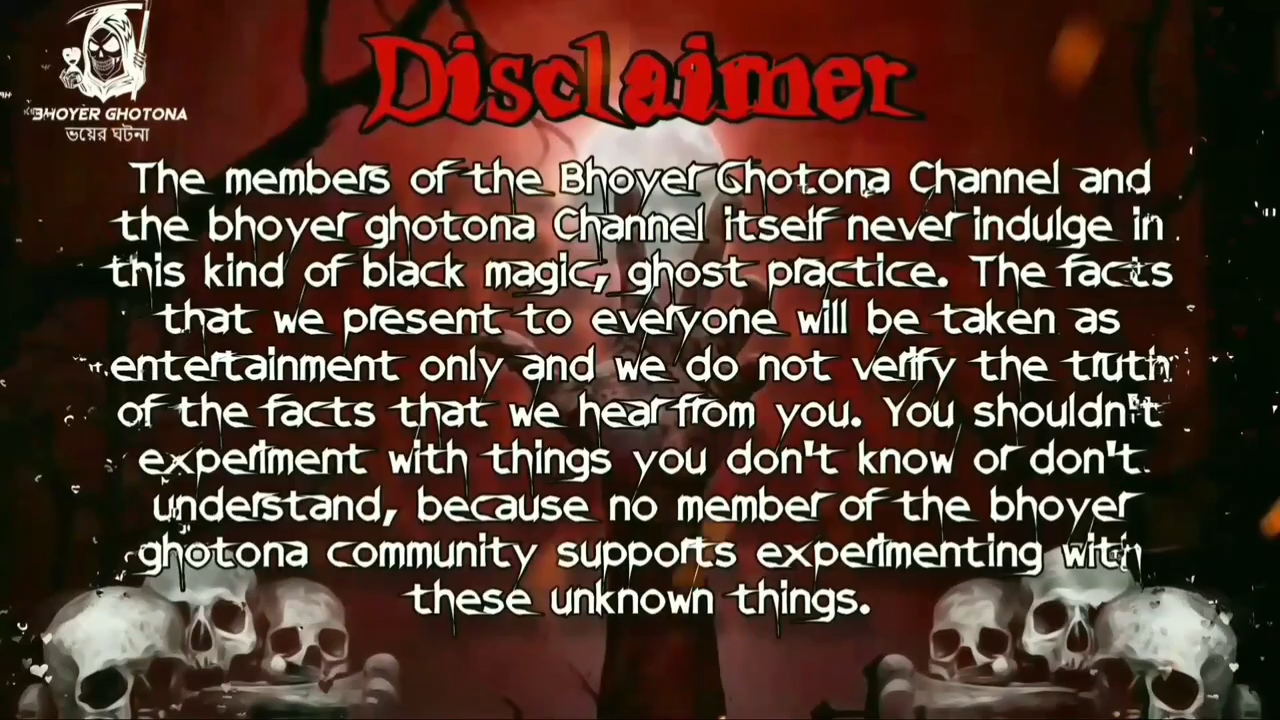 BHOYER GHOTONA
ভয়ের ঘটনা
Disclaimer
The members of the Bhoyer Ghotona Channel and
the bhoyer ghotona Channel itself never indulge in
this kind of black magic, ghost practice. The facts
that we present to everyone will be taken as
entertainment only and we do not verify the truth
of the facts that we hear from you. You shouldn't
experiment with things you don't know or don't
understand, because no member of the bhoyer
ghotona community supports experimenting with
these unknown things.